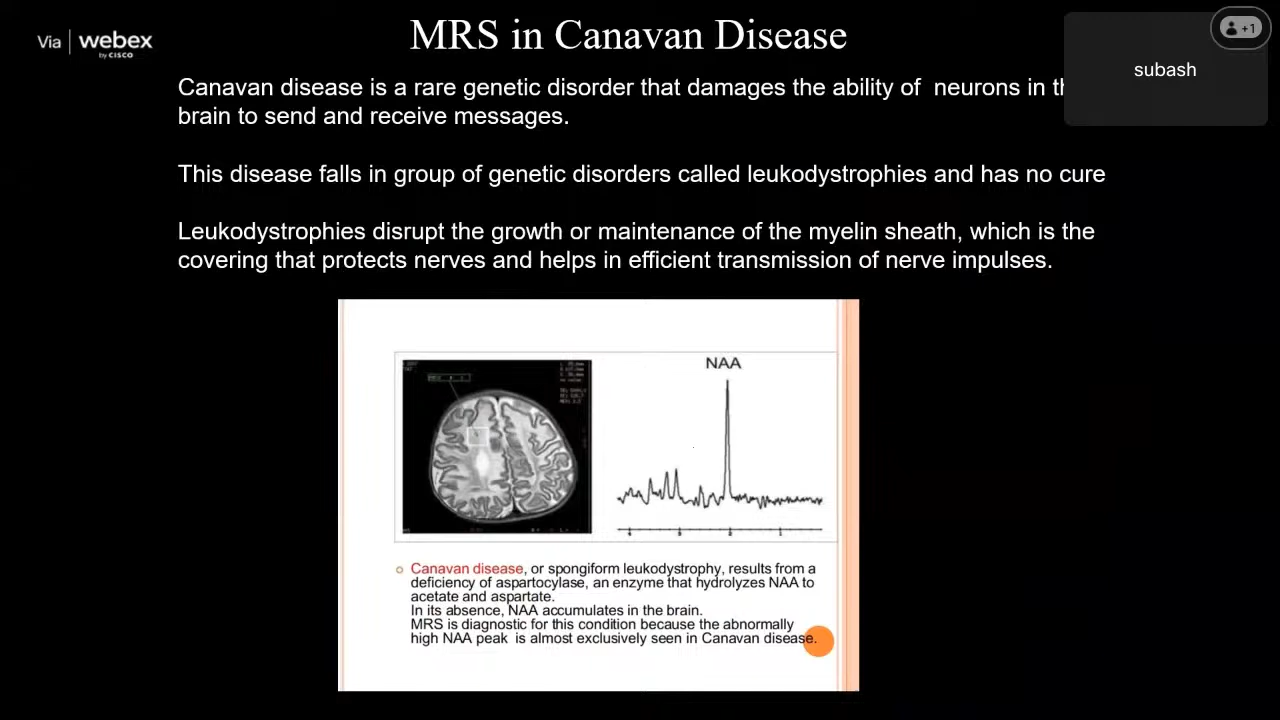 MRS in Canavan Disease
Via webex
by CISCO
+1
subash
Canavan disease is a rare genetic disorder that damages the ability of neurons in
brain to send and receive messages.
This disease falls in group of genetic disorders called leukodystrophies and has no cure
Leukodystrophies disrupt the growth or maintenance of the myelin sheath, which is the
covering that protects nerves and helps in efficient transmission of nerve impulses.
NAA
4 3 2 1
Canavan disease, or spongiform leukodystrophy, results from a
deficiency of aspartocylase, an enzyme that hydrolyzes NAA to
acetate and aspartate.
In its absence, NAA accumulates in the brain.
MRS is diagnostic for this condition because the abnormally
high NAA peak is almost exclusively seen in Canavan disease.